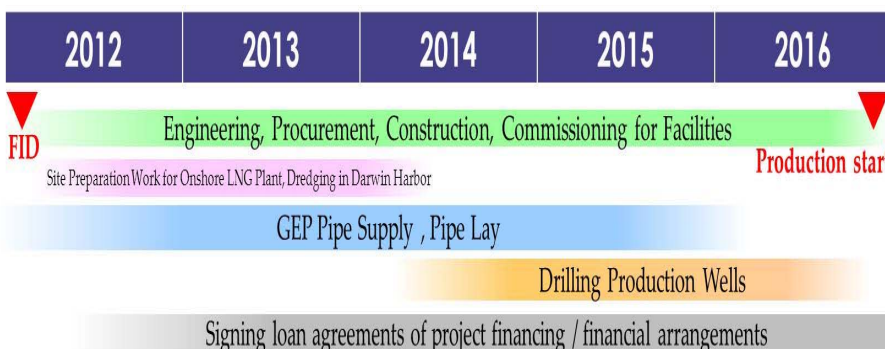 2012 2013 2014 2015 2016
Engineering, Procurement, Construction, Commissioning for Facilities
FID
Production star
Site Preparation Work for Onshore LNG Plant, Dredging in Darwin Harbor
GEP Pipe Supply , Pipe Lay
Drilling Production Wells
Signing loan agreements of project financing / financial arrangements